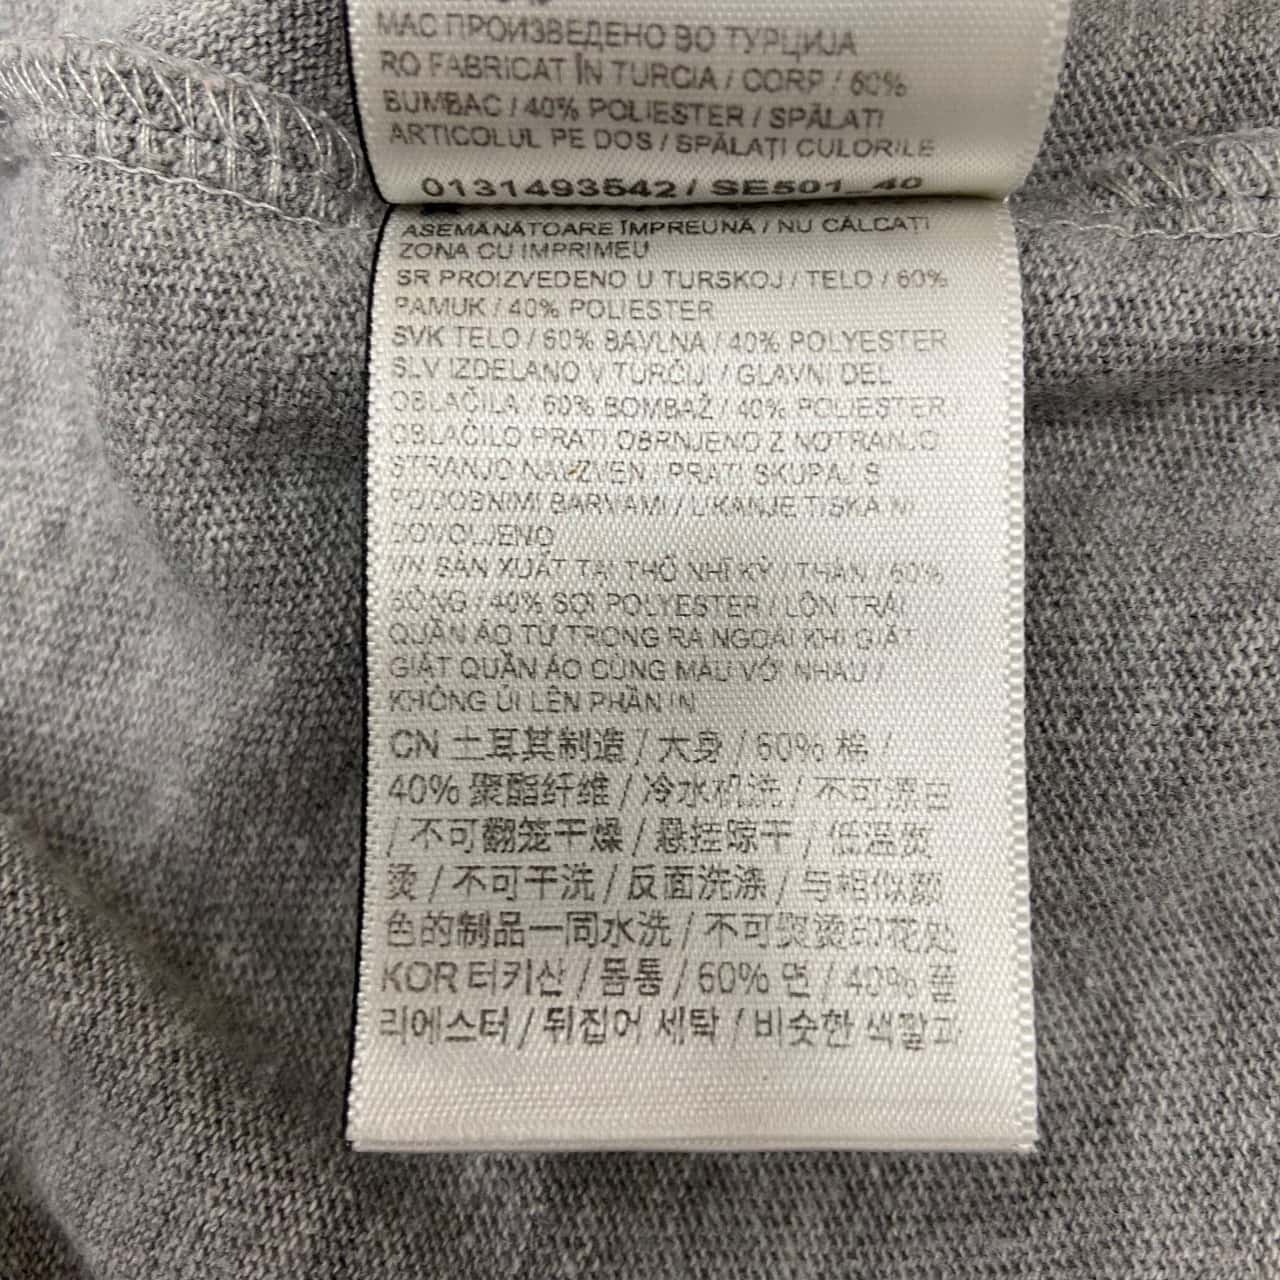 МАС ПРОИЗВЕДЕНО ВО ТУРЦИЈА
RO FABRICAT ÎN TURCIA / CORP / 60%
BUMBAC / 40% POLIESTER / SPĂLAȚI
ARTICOLUL PE DOS / SPĂLAȚI CULORILE
0131493542 / SE501_40
ASEMĂNĂTOARE ÎMPREUNĂ / NU CĂLCAȚI
ZONA CU IMPRIMEU
SR PROIZVEDENO U TURSKOJ / TELO / 60%
PAMUK / 40% POLIESTER
SVK TELO / 60% BAVLNA / 40% POLYESTER
SLV IZDELANO V TURČIJI / GLAVNI DEL
OBLAČILA / 60% BOMBAŽ / 40% POLIESTER
OBLAČILO PRATI OBRNJENO Z NOTRANJO
STRANJO NAVZVEN / PRATI SKUPAJ S
PODOBNIMI BARVAMI / LIKANJE TISKA NI
DOVOLJENO
VN SẢN XUẤT TẠI THỔ NHĨ KỲ / THÂN / 60%
BÔNG / 40% SỢI POLYESTER / LỘN TRÁI
QUẦN ÁO TỪ TRONG RA NGOÀI KHI GIẶT /
GIẶT QUẦN ÁO CÙNG MÀU VỚI NHAU /
KHÔNG ỦI LÊN PHẦN IN
CN 土耳其制造 / 大身 / 60% 棉 /
40% 聚酯纤维 / 冷水机洗 / 不可漂白
/ 不可翻笼干燥 / 悬挂晾干 / 低温熨
烫 / 不可干洗 / 反面洗涤 / 与相似颜
色的制品一同水洗 / 不可熨烫印花处
KOR 터키산 / 몸통 / 60% 면 / 40% 폴
리에스터 / 뒤집어 세탁 / 비슷한 색깔과